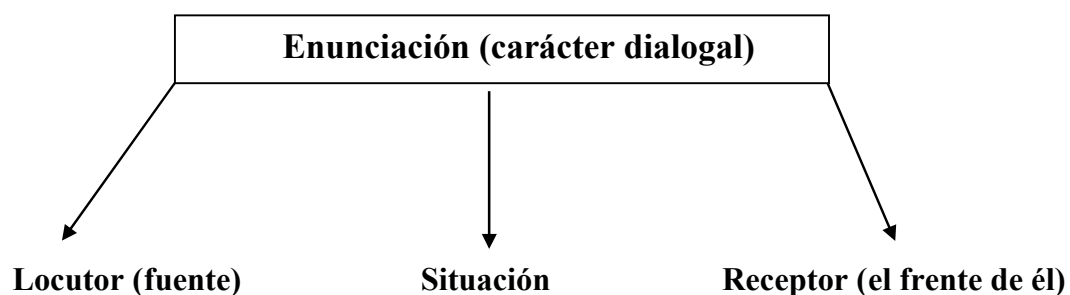 Enunciación (carácter dialogal)
Locutor (fuente) Situación Receptor (el frente de él)